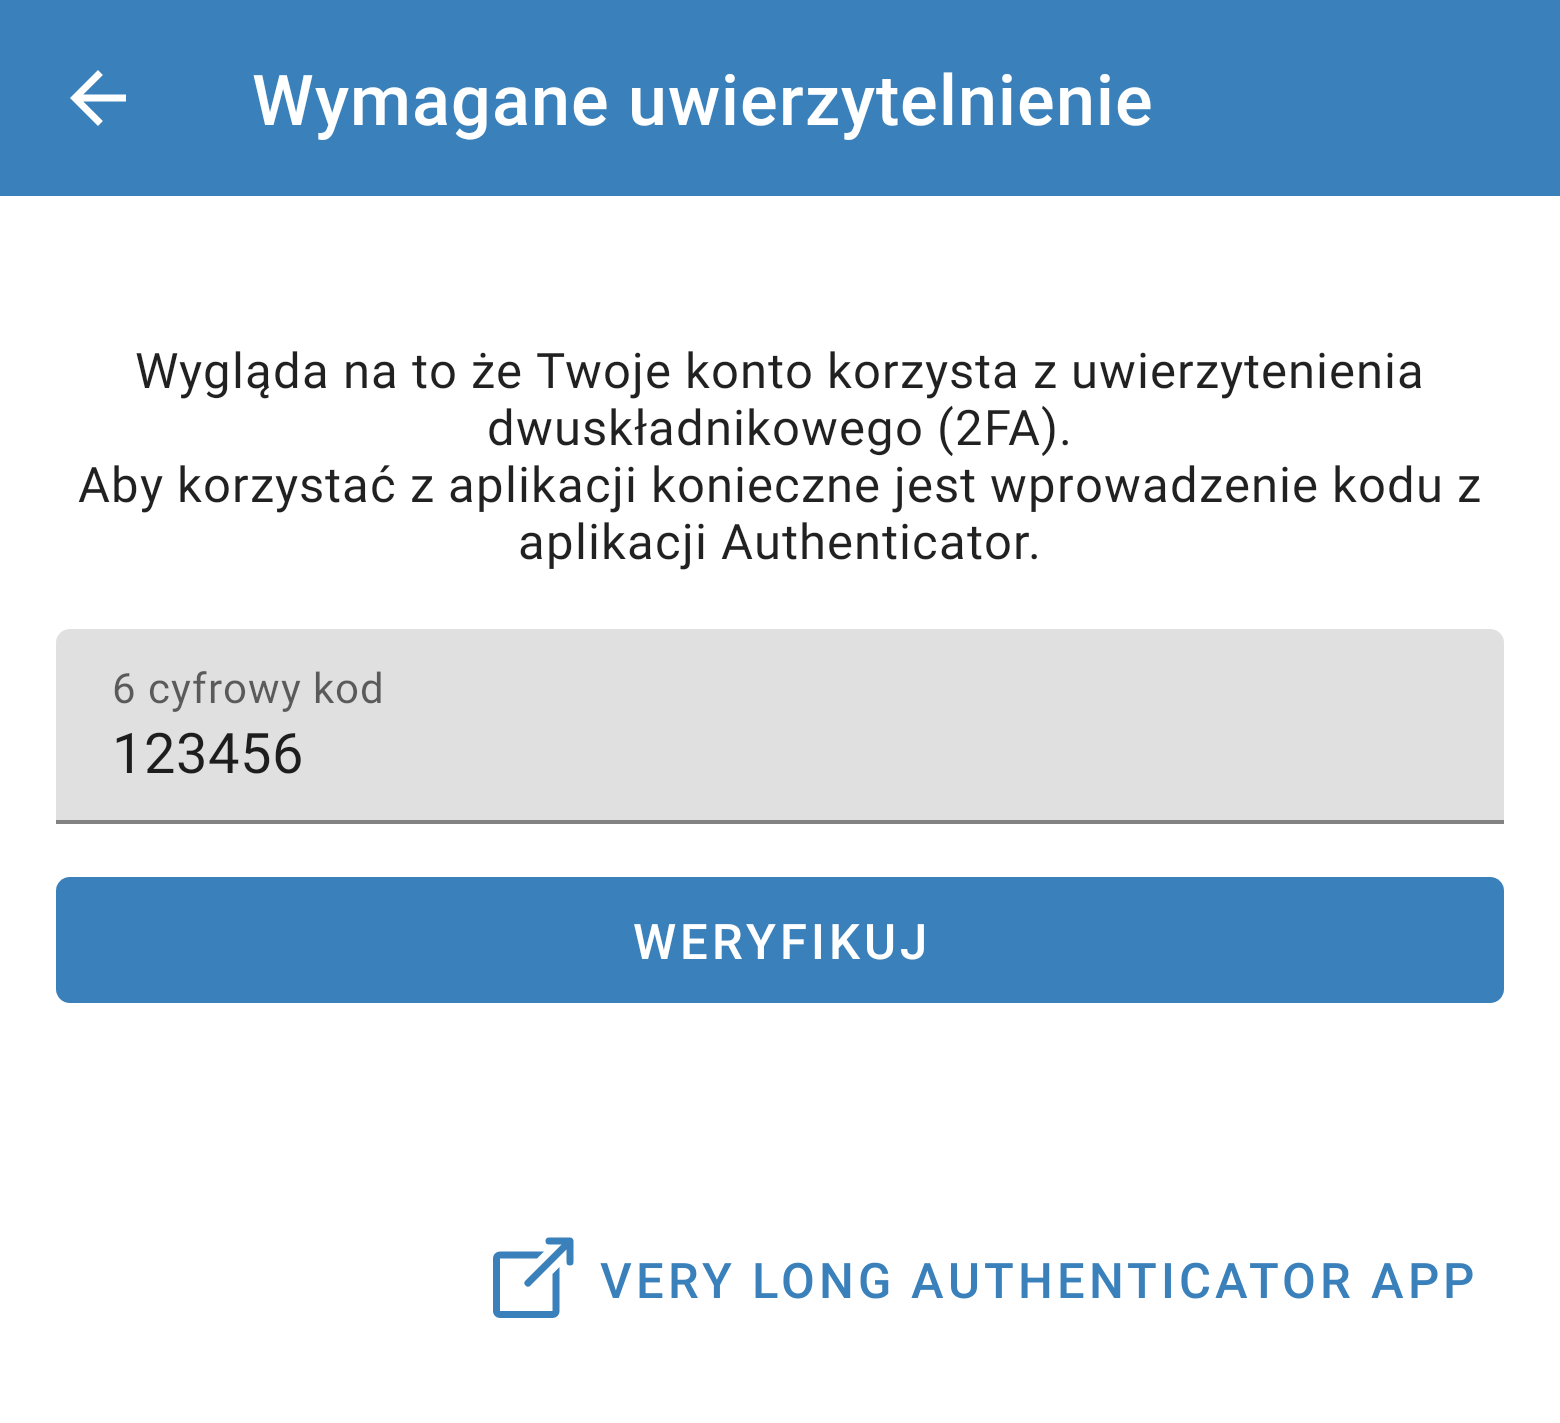 Wymagane uwierzytelnienie
Wygląda na to że Twoje konto korzysta z uwierzytenienia
dwuskładnikowego (2FA).
Aby korzystać z aplikacji konieczne jest wprowadzenie kodu z
aplikacji Authenticator.
6 cyfrowy kod
123456
WERYFIKUJ
VERY LONG AUTHENTICATOR APP